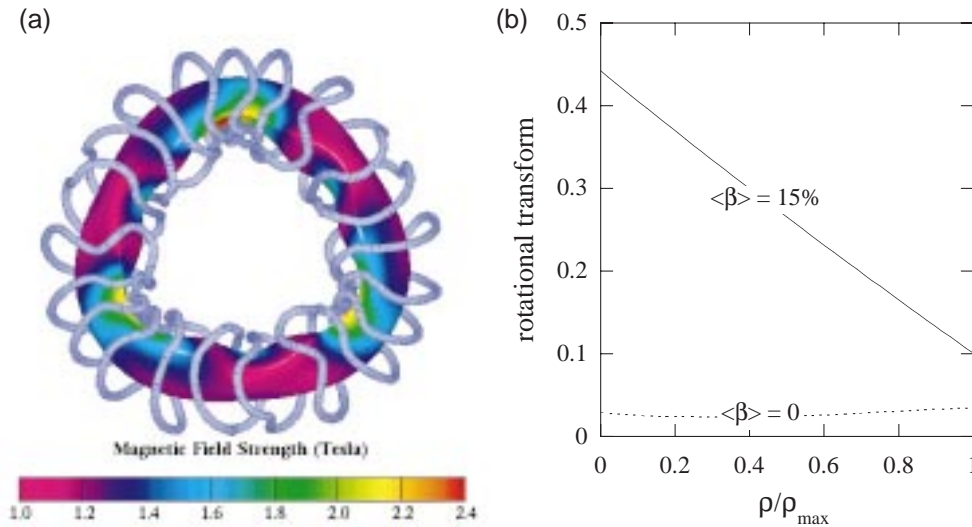 (a)
Magnetic Field Strength (Tesla)
1.0 1.2 1.4 1.6 1.8 2.0 2.2 2.4
(b)
rotational transform
0.5
0.4
0.3
0.2
0.1
0
<β> = 15%
<β> = 0
0 0.2 0.4 0.6 0.8 1
ρ/ρmax